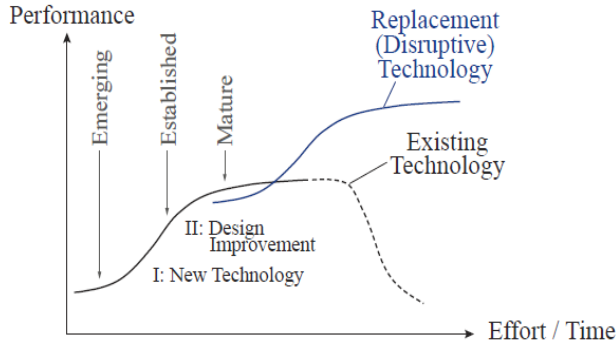 Performance
Replacement
(Disruptive)
Technology
Emerging
Established
Mature
Existing
Technology
II: Design
Improvement
I: New Technology
Effort / Time